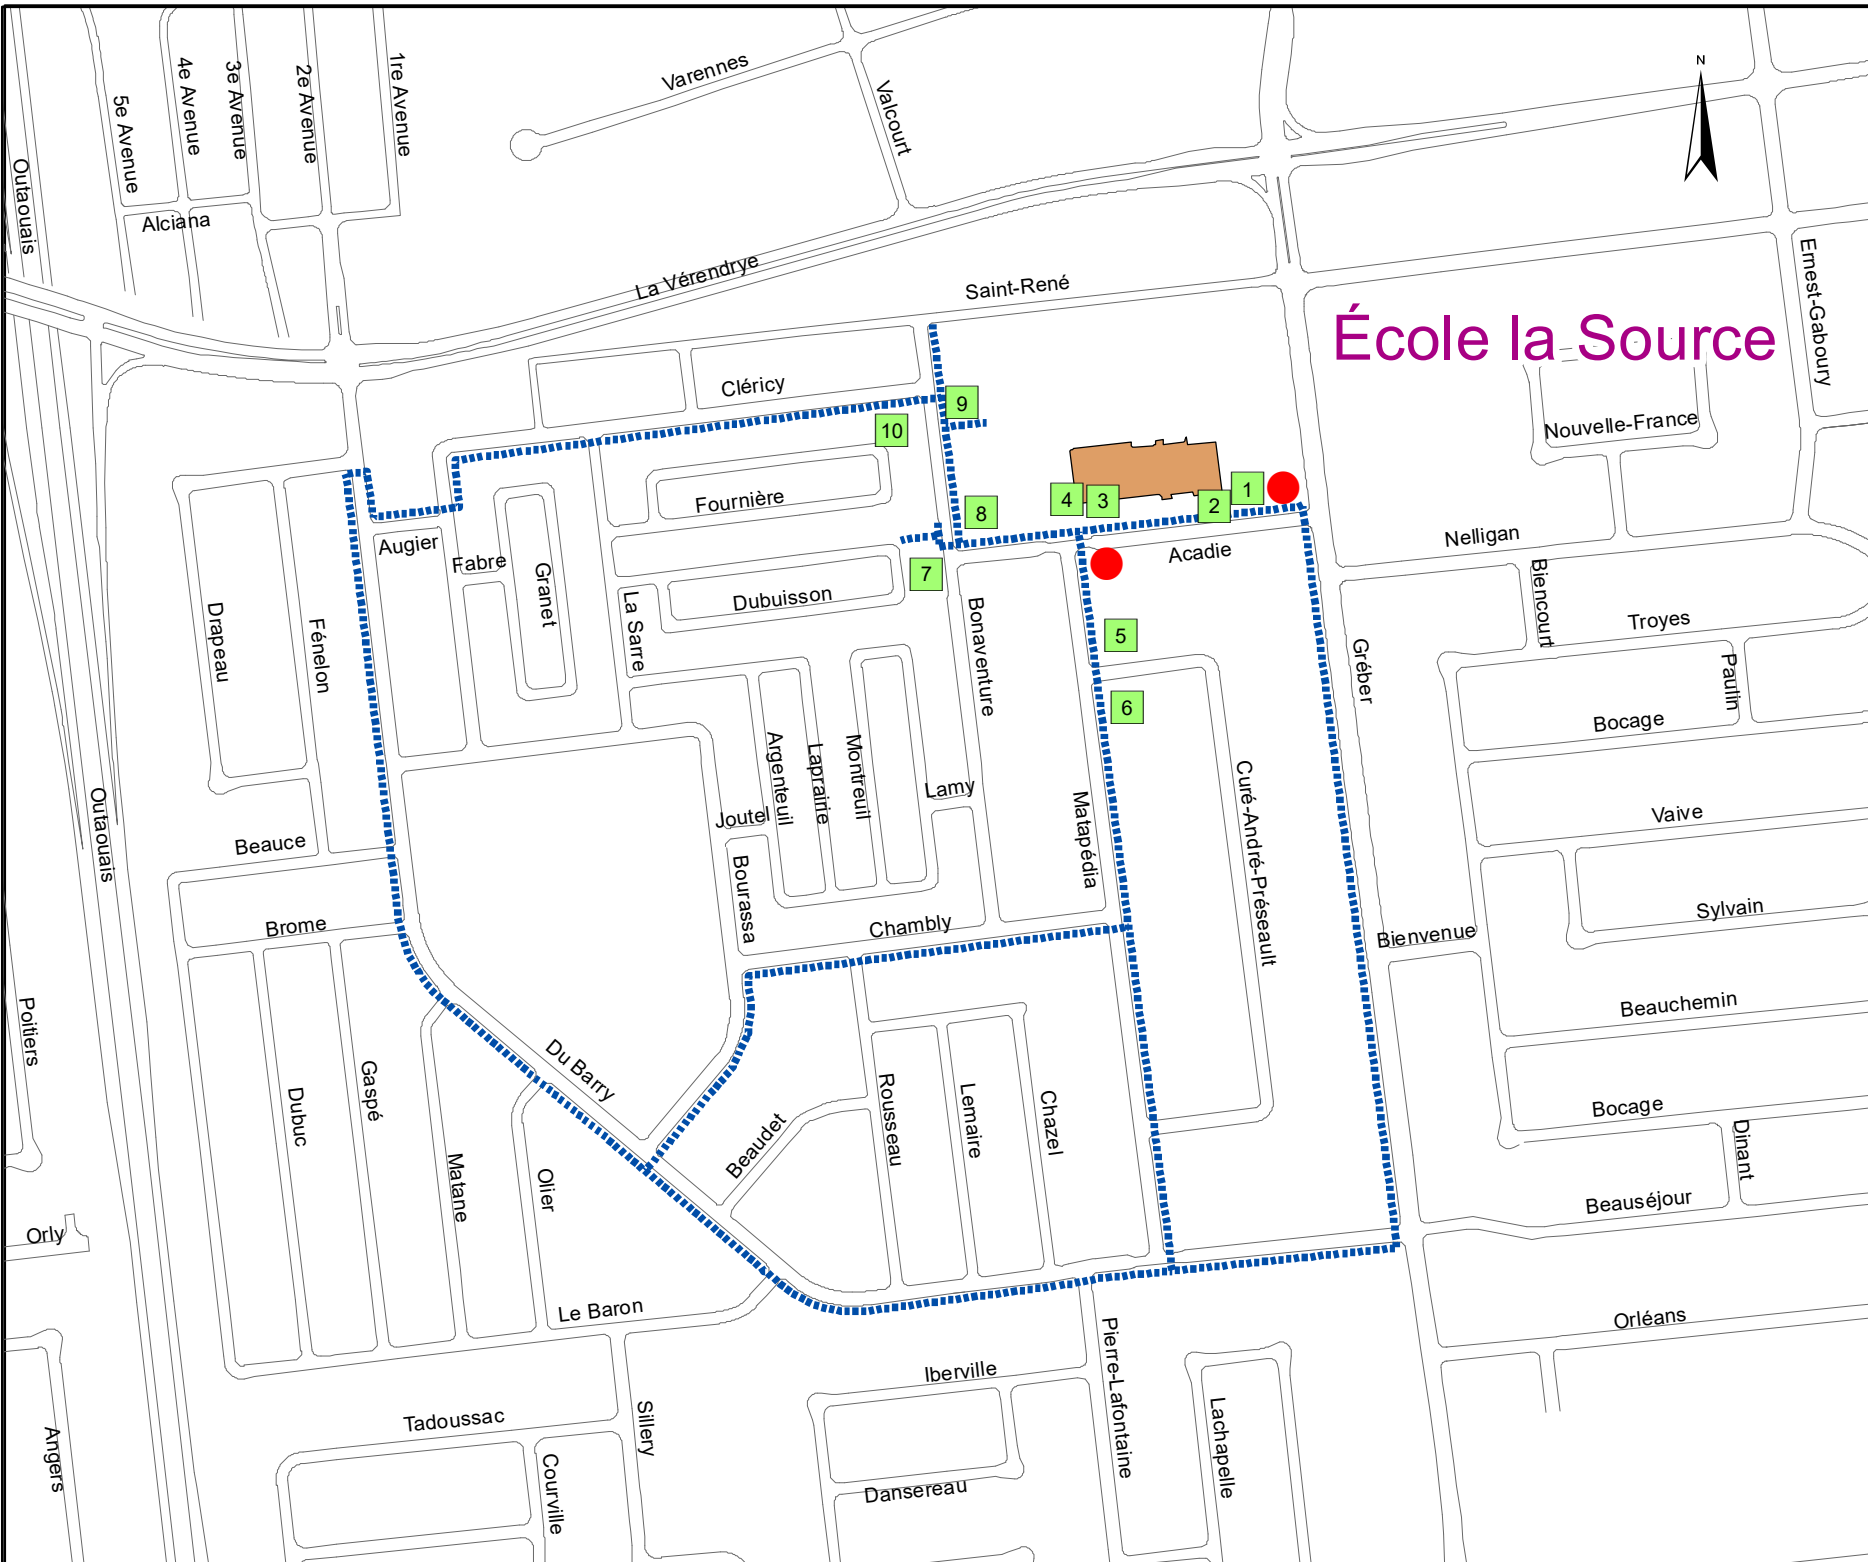 N
Varennes
Valcourt
1re Avenue
2e Avenue
3e Avenue
4e Avenue
5e Avenue
Outaouais
Alciana
La Vérendrye
Saint-René
École la Source
Ernest-Gaboury
Cléricy
Nouvelle-France
9
10
4
3
2
1
8
7
5
6
Fournière
Nelligan
Acadie
Augier
Fabre
Granet
La Sarre
Dubuisson
Bonaventure
Biencourt
Troyes
Drapeau
Fénelon
Gréber
Paulin
Bocage
Argenteuil
Laprairie
Montreuil
Lamy
Joutel
Matapédia
Curé-André-Préseault
Outaouais
Beauce
Vaive
Bourassa
Brome
Chambly
Sylvain
Bienvenue
Poitiers
Beauchemin
Du Barry
Gaspé
Dubuc
Beaudet
Rousseau
Lemaire
Chazel
Bocage
Dinant
Matane
Olier
Orly
Beauséjour
Le Baron
Orléans
Pierre-Lafontaine
Iberville
Tadoussac
Sillery
Lachapelle
Angers
Courville
Dansereau